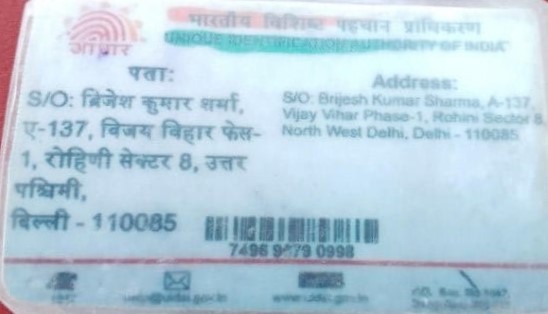 भारतीय विशिष्ट पहचान प्राधिकरण
UNIQUE IDENTIFICATION AUTHORITY OF INDIA
आधार
पता:
S/O: ब्रिजेश कुमार शर्मा,
ए-137, विजय विहार फेस-
1, रोहिणी सेक्टर 8, उत्तर
पश्चिमी,
दिल्ली - 110085
Address:
S/O: Brijesh Kumar Sharma, A-137,
Vijay Vihar Phase-1, Rohini Sector 8,
North West Delhi, Delhi - 110085
7496 0998